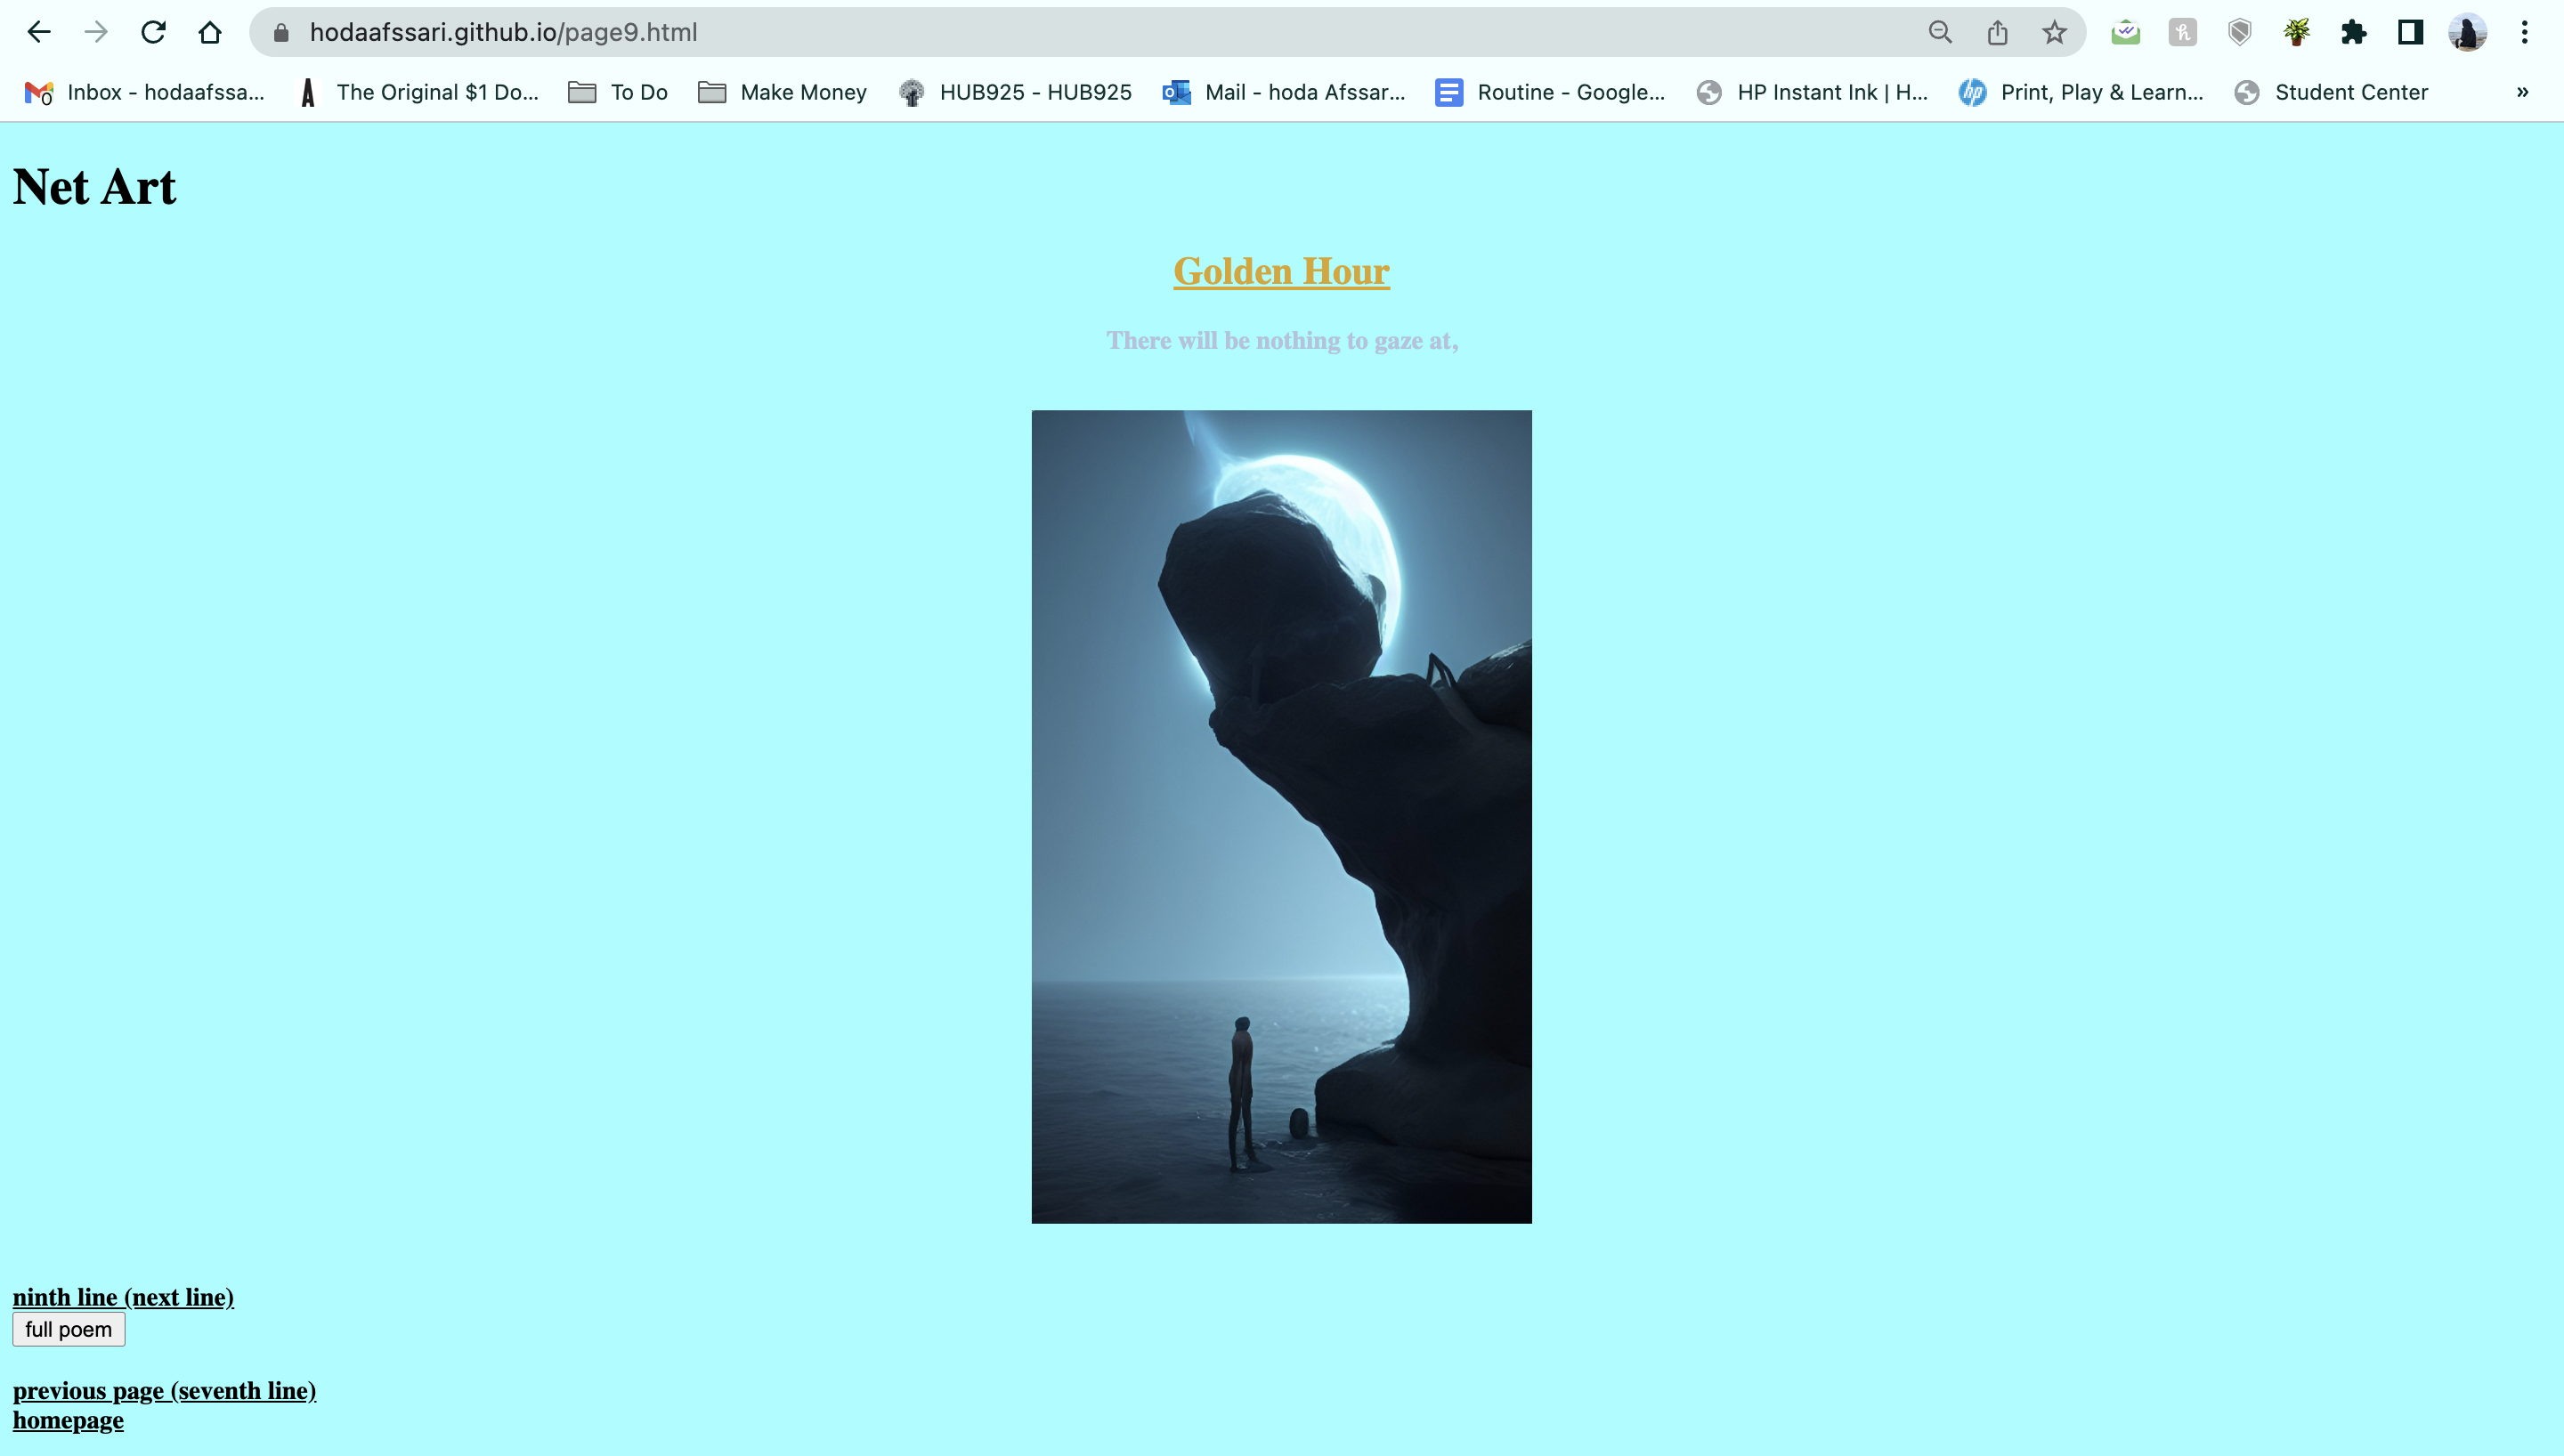 hodaafssari.github.io/page9.html
Inbox - hodaafssa... The Original $1 Do... To Do Make Money HUB925 - HUB925 Mail - hoda Afssar... Routine - Google... HP Instant Ink | H... Print, Play & Learn... Student Center »
Net Art
Golden Hour
There will be nothing to gaze at,
ninth line (next line)
full poem
previous page (seventh line)
homepage